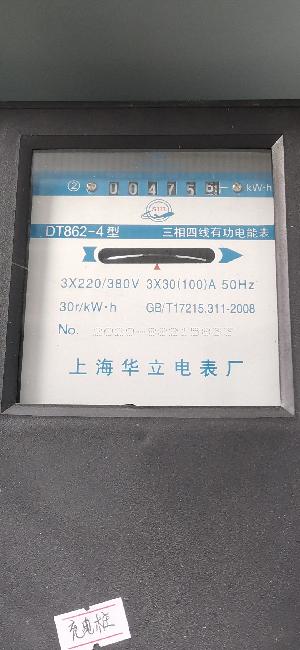 ② 00475 kW·h
DT862-4型 三相四线有功电能表
3X220/380V 3X30(100)A 50Hz
30r/kW·h GB/T17215.311-2008
No.
上海华立电表厂
充电桩